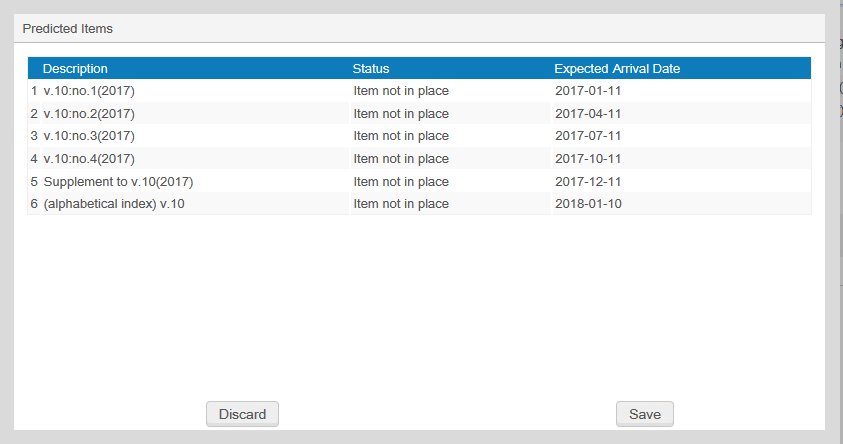 Predicted Items
Description Status Expected Arrival Date
1 v.10:no.1(2017) Item not in place 2017-01-11
2 v.10:no.2(2017) Item not in place 2017-04-11
3 v.10:no.3(2017) Item not in place 2017-07-11
4 v.10:no.4(2017) Item not in place 2017-10-11
5 Supplement to v.10(2017) Item not in place 2017-12-11
6 (alphabetical index) v.10 Item not in place 2018-01-10
Discard Save